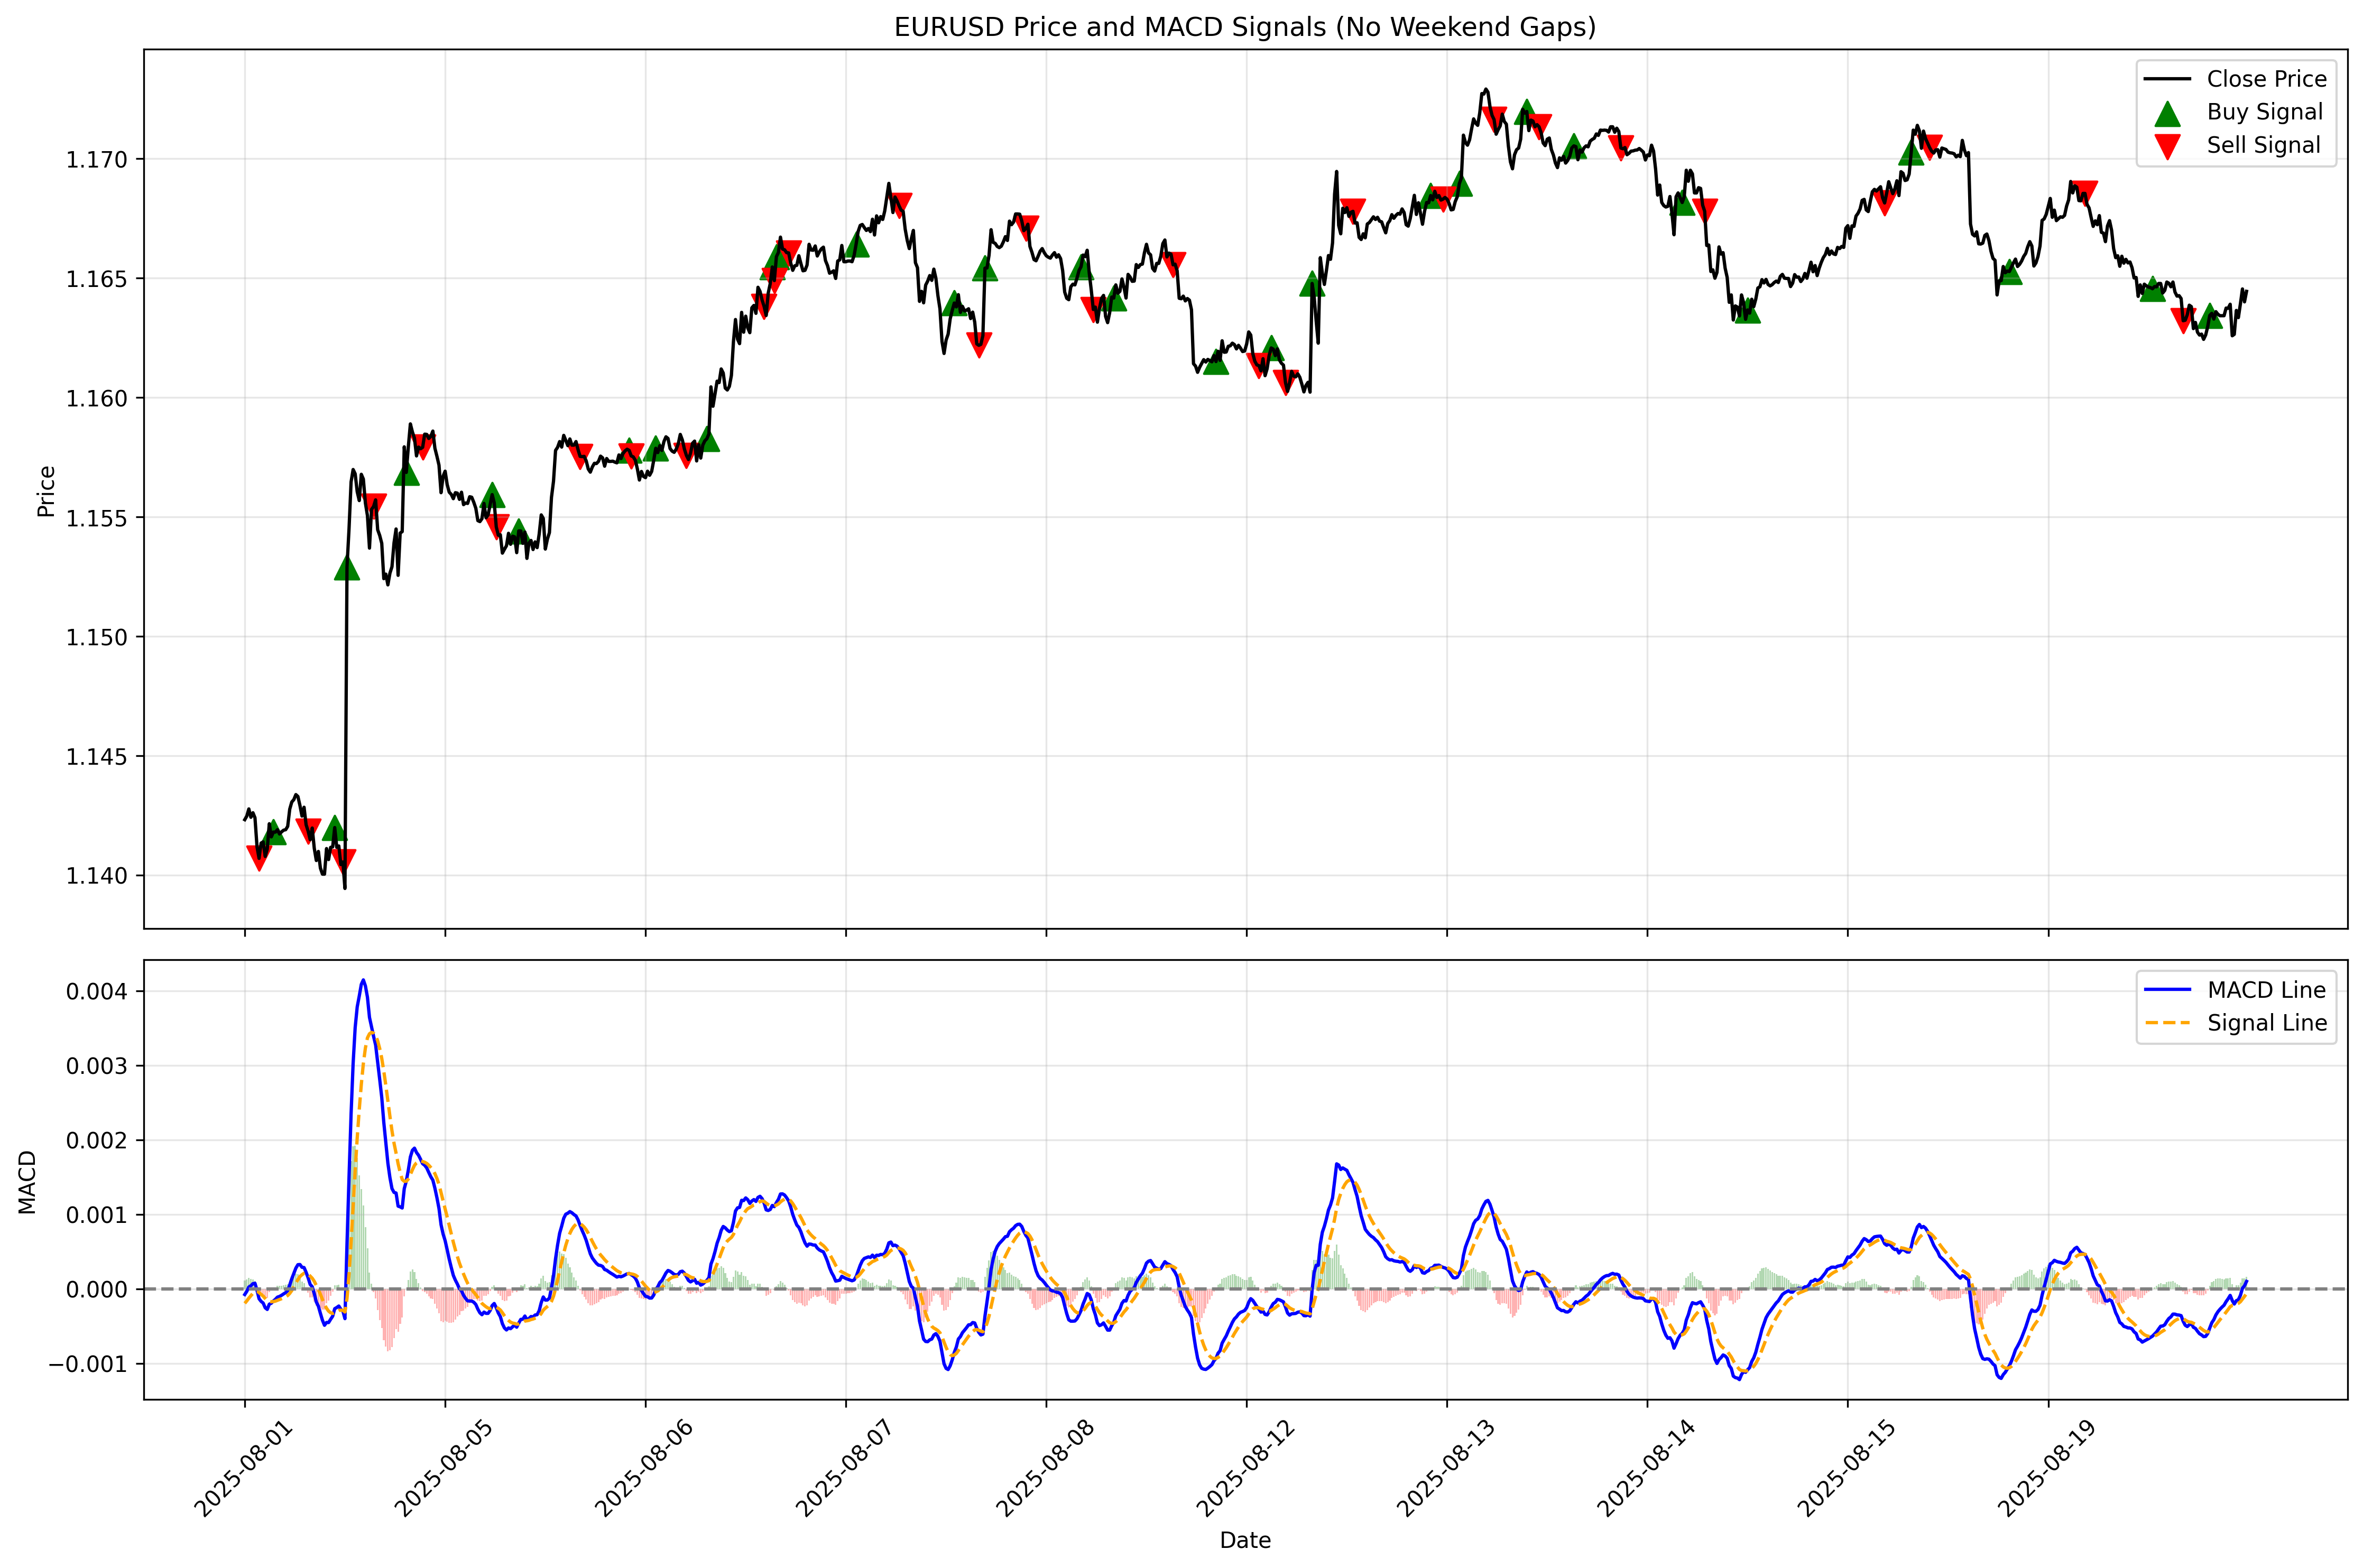 EURUSD Price and MACD Signals (No Weekend Gaps)
Close Price
Buy Signal
Sell Signal
1.170
1.165
1.160
1.155
1.150
1.145
1.140
Price
MACD Line
Signal Line
0.004
0.003
0.002
0.001
0.000
−0.001
MACD
2025-08-01
2025-08-05
2025-08-06
2025-08-07
2025-08-08
2025-08-12
2025-08-13
2025-08-14
2025-08-15
2025-08-19
Date